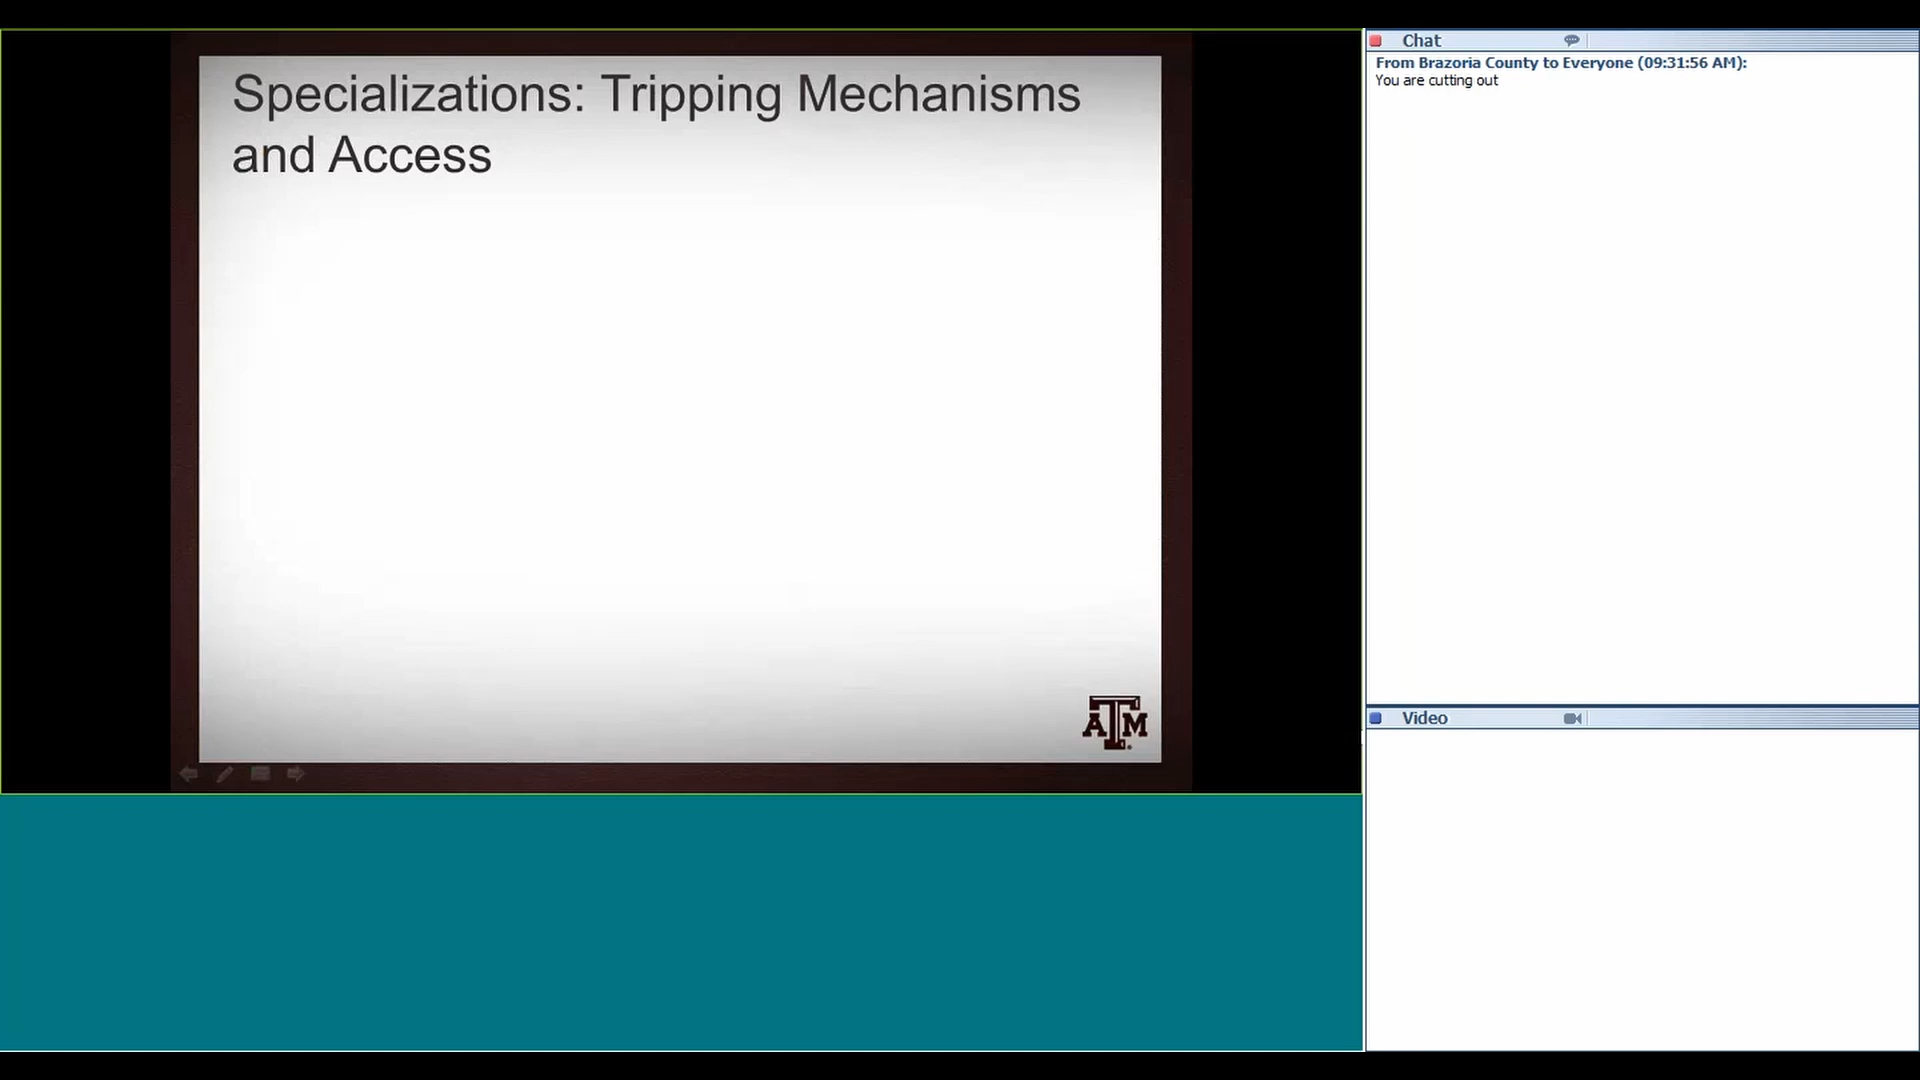 Specializations: Tripping Mechanisms
and Access
ATM
Chat
From Brazoria County to Everyone (09:31:56 AM):
You are cutting out
Video